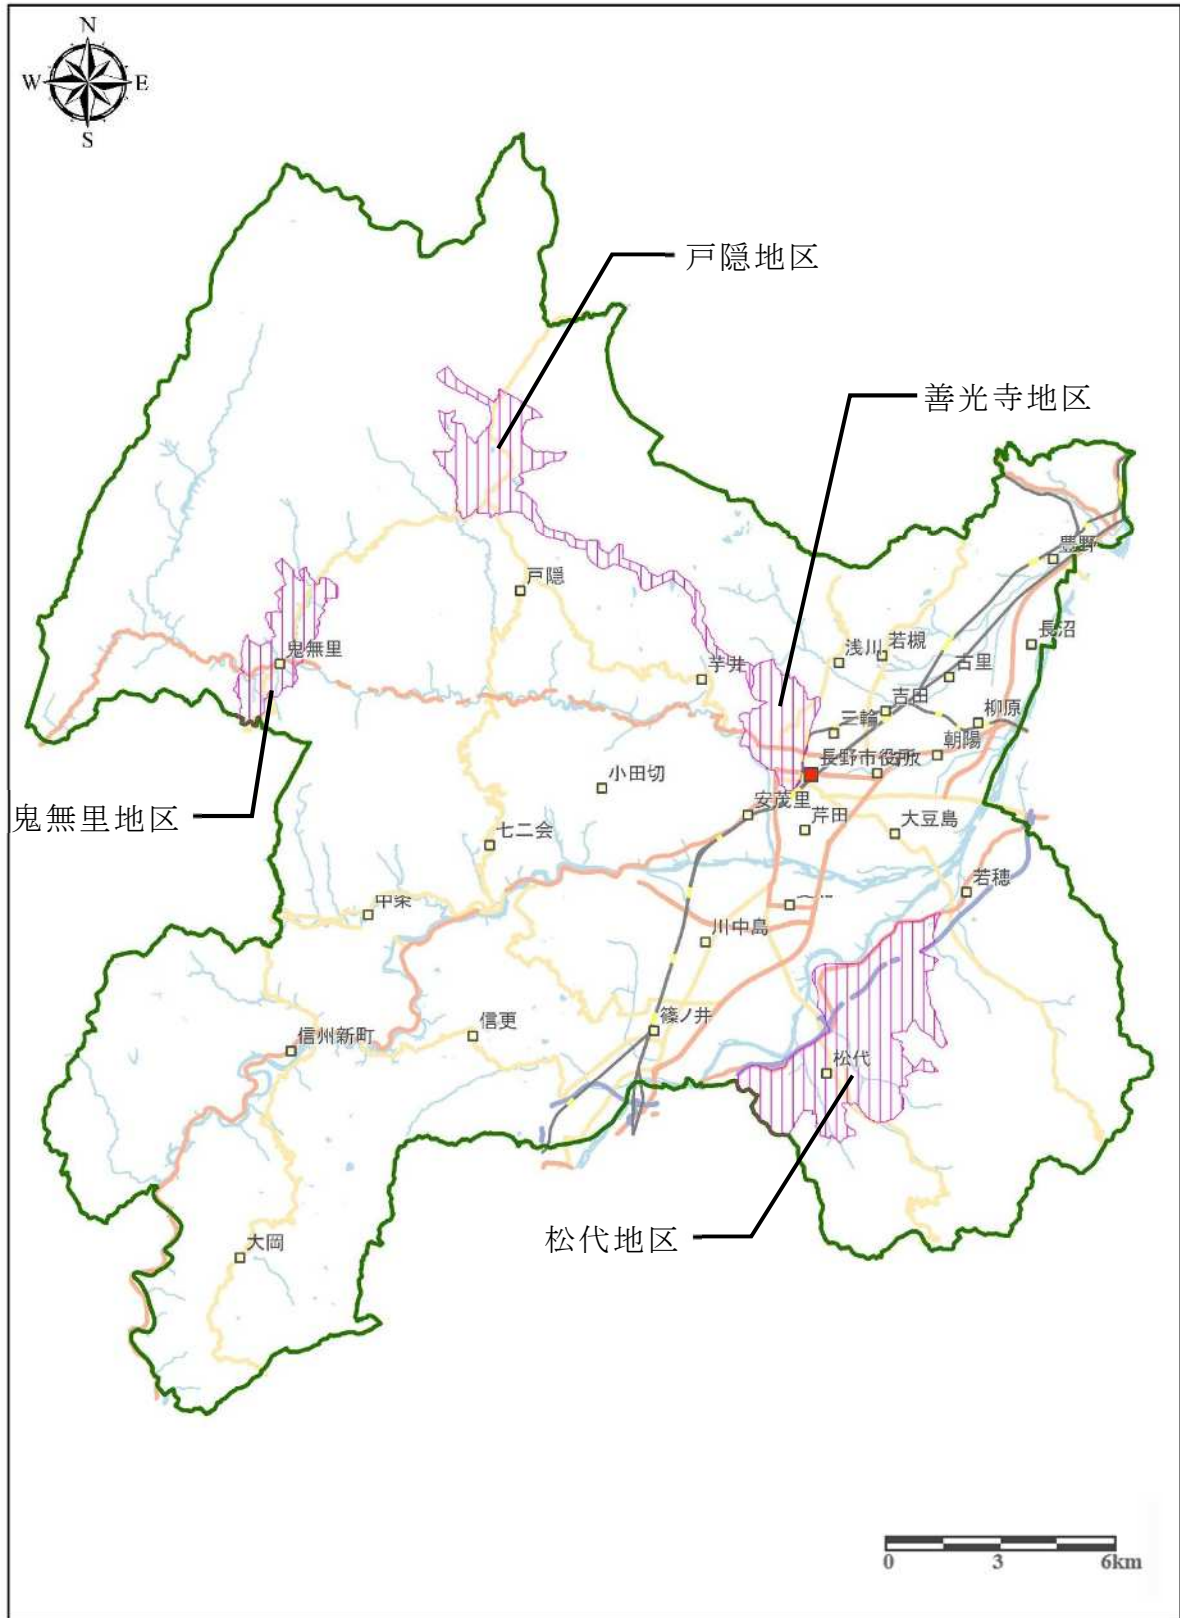 N
W E
S
戸隠地区
善光寺地区
豊野
戸隠
長沼
浅川
若槻
鬼無里
古里
芋井
吉田
柳原
三輪
朝陽
長野市役所
小田切
安茂里
芹田
大豆島
鬼無里地区
七二会
若穂
中条
川中島
篠ノ井
信更
信州新町
松代
松代地区
大岡
0 3 6km